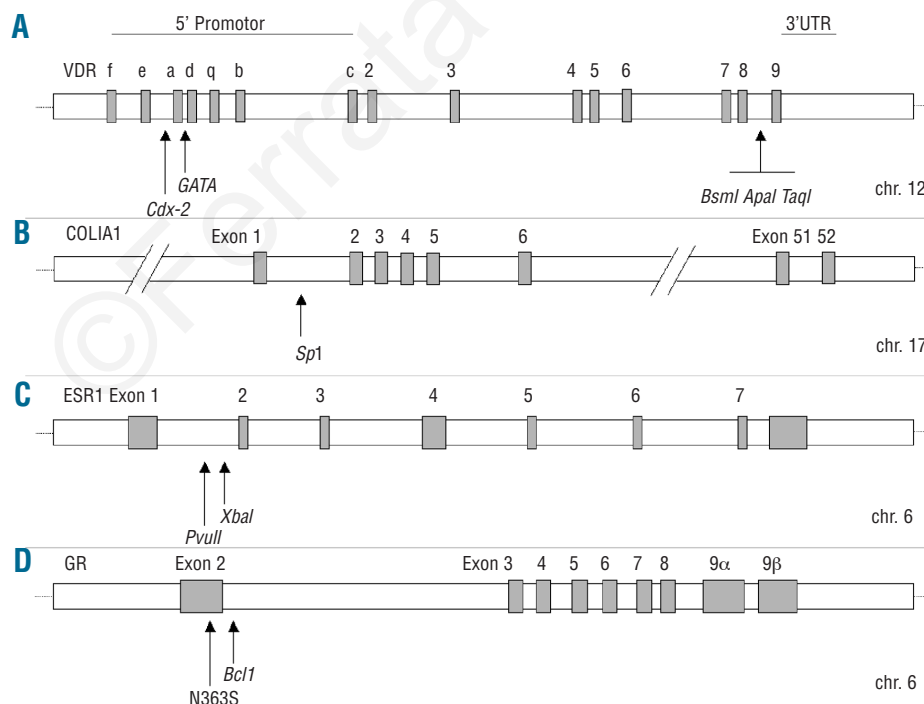 A
5' Promotor
3'UTR
VDR f e a d q b c 2 3 4 5 6 7 8 9
GATA
Cdx-2
BsmI ApaI TaqI
chr. 12
B
COLIA1 Exon 1 2 3 4 5 6 Exon 51 52
Sp1
chr. 17
C
ESR1 Exon 1 2 3 4 5 6 7
XbaI
PvuII
chr. 6
D
GR Exon 2 Exon 3 4 5 6 7 8 9α 9β
Bcl1
N363S
chr. 6
©Ferrata